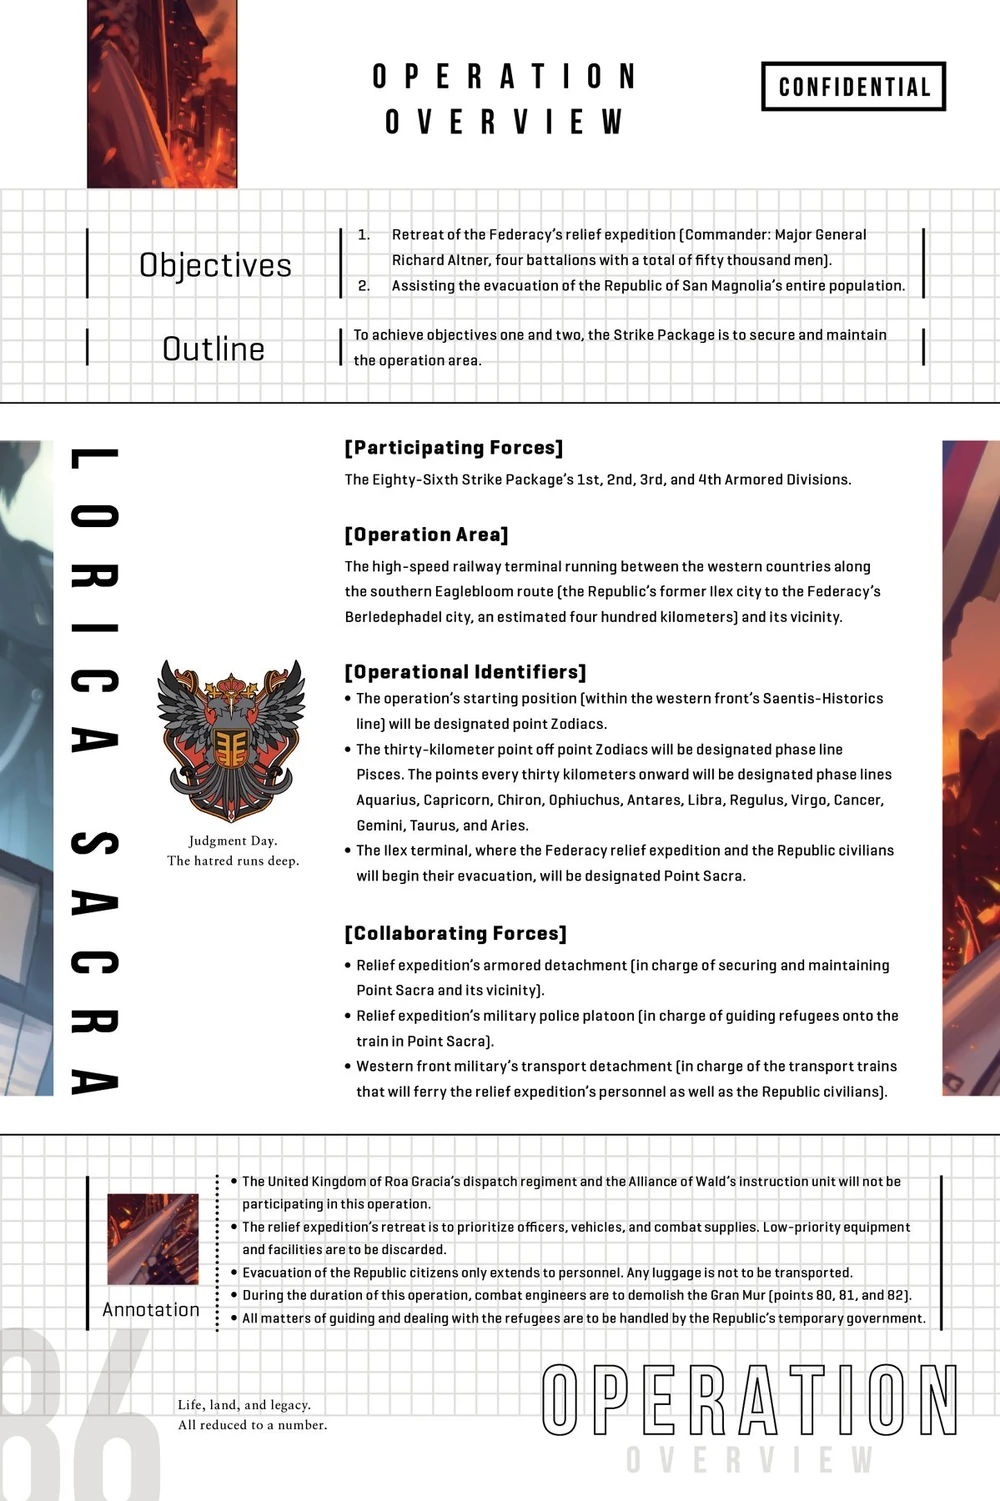 OPERATION
OVERVIEW
CONFIDENTIAL
Objectives
1. Retreat of the Federacy's relief expedition (Commander: Major General
Richard Altner, four battalions with a total of fifty thousand men).
2. Assisting the evacuation of the Republic of San Magnolia's entire population.
Outline
To achieve objectives one and two, the Strike Package is to secure and maintain
the operation area.
LORICA SACRA
[Participating Forces]
The Eighty-Sixth Strike Package's 1st, 2nd, 3rd, and 4th Armored Divisions.
[Operation Area]
The high-speed railway terminal running between the western countries along
the southern Eaglebloom route (the Republic's former Ilex city to the Federacy's
Berledephadel city, an estimated four hundred kilometers) and its vicinity.
[Operational Identifiers]
• The operation's starting position (within the western front's Saentis-Historics
line) will be designated point Zodiacs.
• The thirty-kilometer point off point Zodiacs will be designated phase line
Pisces. The points every thirty kilometers onward will be designated phase lines
Aquarius, Capricorn, Chiron, Ophiuchus, Antares, Libra, Regulus, Virgo, Cancer,
Gemini, Taurus, and Aries.
• The Ilex terminal, where the Federacy relief expedition and the Republic civilians
will begin their evacuation, will be designated Point Sacra.
Judgment Day.
The hatred runs deep.
[Collaborating Forces]
• Relief expedition's armored detachment (in charge of securing and maintaining
Point Sacra and its vicinity).
• Relief expedition's military police platoon (in charge of guiding refugees onto the
train in Point Sacra).
• Western front military's transport detachment (in charge of the transport trains
that will ferry the relief expedition's personnel as well as the Republic civilians).
Annotation
• The United Kingdom of Roa Gracia's dispatch regiment and the Alliance of Wald's instruction unit will not be
participating in this operation.
• The relief expedition's retreat is to prioritize officers, vehicles, and combat supplies. Low-priority equipment
and facilities are to be discarded.
• Evacuation of the Republic citizens only extends to personnel. Any luggage is not to be transported.
• During the duration of this operation, combat engineers are to demolish the Gran Mur (points 80, 81, and 82).
• All matters of guiding and dealing with the refugees are to be handled by the Republic's temporary government.
86
Life, land, and legacy.
All reduced to a number.
OPERATION
OVERVIEW